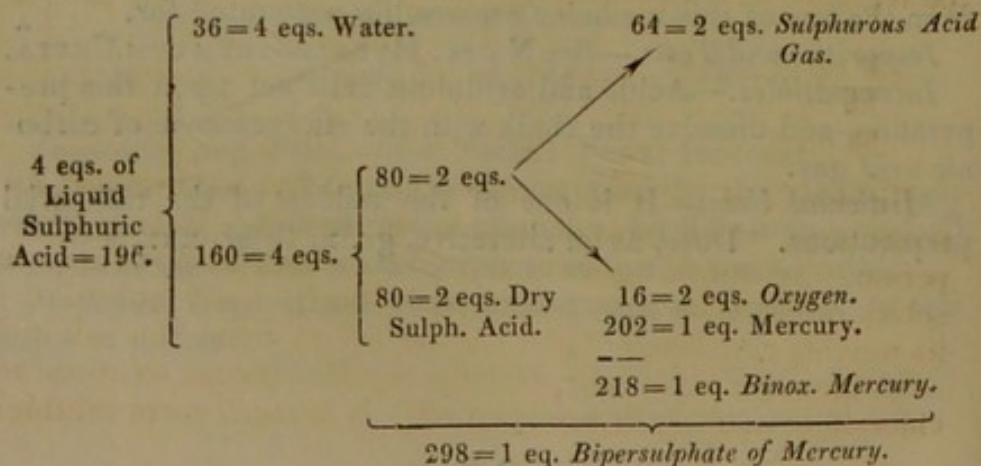 36=4 eqs. Water.
64=2 eqs. Sulphurous Acid
Gas.
4 eqs. of
Liquid
Sulphuric
Acid=196.
160=4 eqs.
80=2 eqs.
80=2 eqs. Dry
Sulph. Acid.
16=2 eqs. Oxygen.
202=1 eq. Mercury.
218=1 eq. Binox. Mercury.
298=1 eq. Bipersulphate of Mercury.